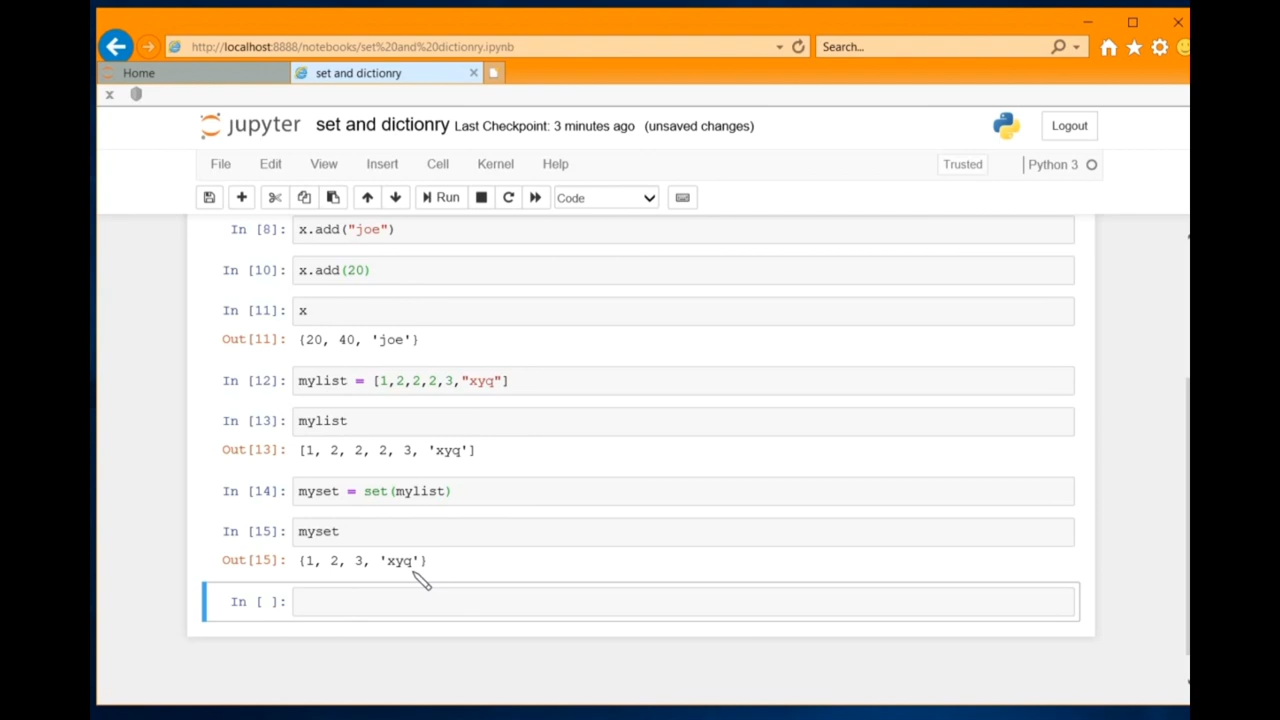 http://localhost:8888/notebooks/set%20and%20dictionry.ipynb
Search...
Home
set and dictionry
x
jupyter set and dictionry Last Checkpoint: 3 minutes ago (unsaved changes)
Logout
File Edit View Insert Cell Kernel Help
Trusted
Python 3
Run
Code
In [8]: x.add("joe")
In [10]: x.add(20)
In [11]: x
Out[11]: {20, 40, 'joe'}
In [12]: mylist = [1,2,2,2,3,"xyq"]
In [13]: mylist
Out[13]: [1, 2, 2, 2, 3, 'xyq']
In [14]: myset = set(mylist)
In [15]: myset
Out[15]: {1, 2, 3, 'xyq'}
In [ ]: